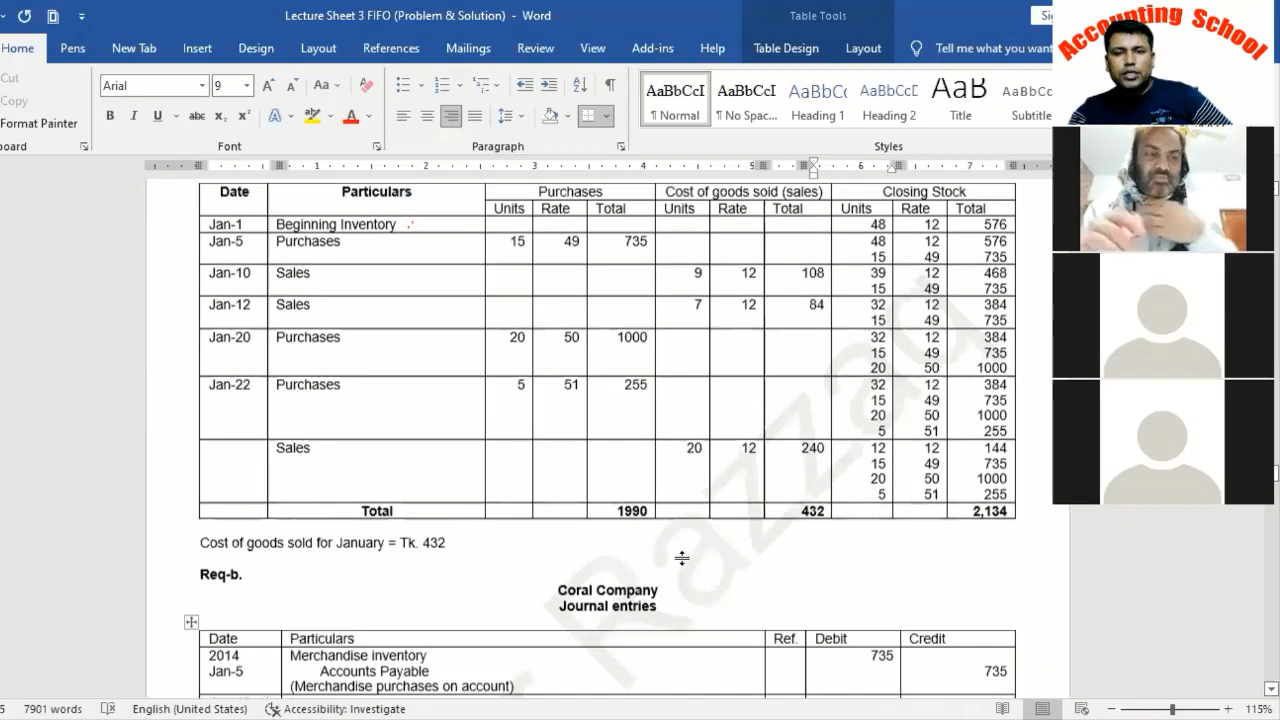 Lecture Sheet 3 FIFO (Problem & Solution) - Word
Table Tools
Home Pens New Tab Insert Design Layout References Mailings Review View Add-ins Help Table Design Layout Tell me what you want
Accounting School
Cut
Copy
Format Painter
Arial 9
Font
Paragraph
AaBbCcI AaBbCcI AaBbC AaBbCcD AaB AaBbCcD
¶ Normal ¶ No Spac... Heading 1 Heading 2 Title Subtitle
Styles
1 2 3 4 5 6 7
Date Particulars Purchases Cost of goods sold (sales) Closing Stock
Units Rate Total Units Rate Total Units Rate Total
Jan-1 Beginning Inventory 48 12 576
Jan-5 Purchases 15 49 735 48 12 576
15 49 735
Jan-10 Sales 9 12 108 39 12 468
15 49 735
Jan-12 Sales 7 12 84 32 12 384
15 49 735
Jan-20 Purchases 20 50 1000 32 12 384
15 49 735
20 50 1000
Jan-22 Purchases 5 51 255 32 12 384
15 49 735
20 50 1000
5 51 255
Sales 20 12 240 12 12 144
15 49 735
20 50 1000
5 51 255
Total 1990 432 2,134
Cost of goods sold for January = Tk. 432
Req-b.
Coral Company
Journal entries
Date Particulars Ref. Debit Credit
2014 Merchandise inventory 735
Jan-5 Accounts Payable 735
(Merchandise purchases on account)
Razzaq
7901 words English (United States) Accessibility: Investigate 115%